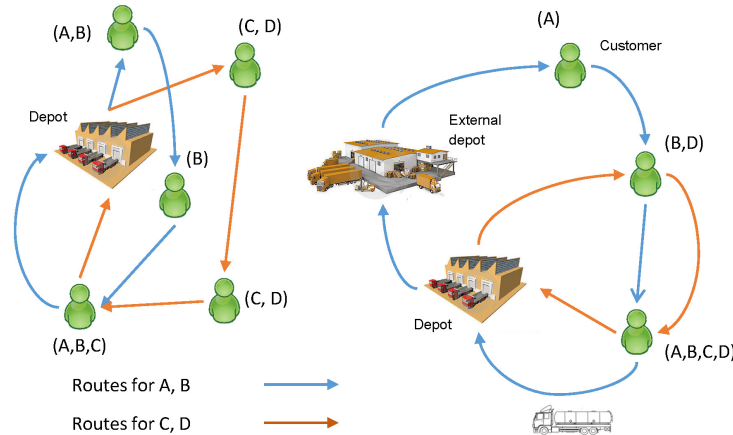 (A)
(A,B)
(C, D)
Customer
Depot
External
depot
(B)
(B,D)
(C, D)
Depot
(A,B,C)
(A,B,C,D)
Routes for A, B
Routes for C, D